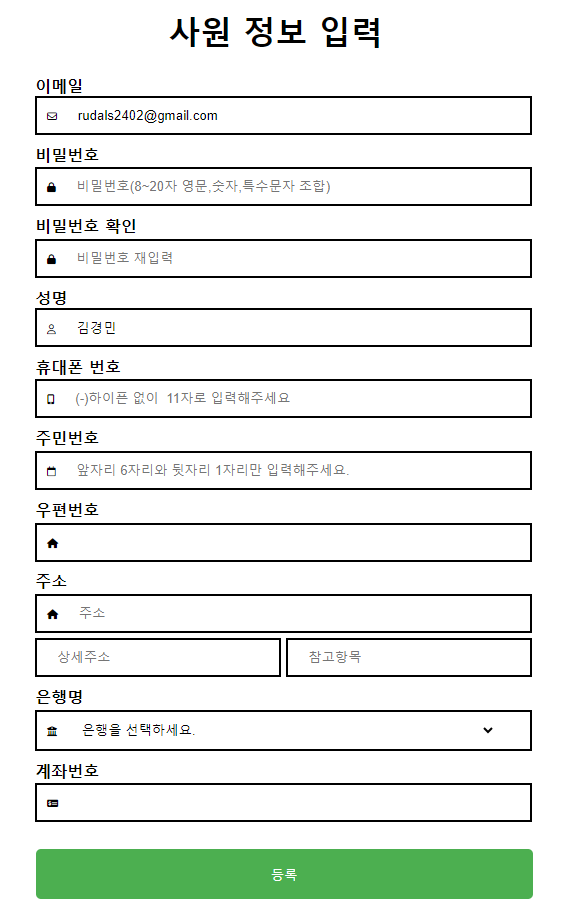 사원 정보 입력
이메일
rudals2402@gmail.com
비밀번호
비밀번호(8~20자 영문,숫자,특수문자 조합)
비밀번호 확인
비밀번호 재입력
성명
김경민
휴대폰 번호
(-)하이픈 없이 11자로 입력해주세요
주민번호
앞자리 6자리와 뒷자리 1자리만 입력해주세요.
우편번호
주소
주소
상세주소 참고항목
은행명
은행을 선택하세요.
계좌번호
등록